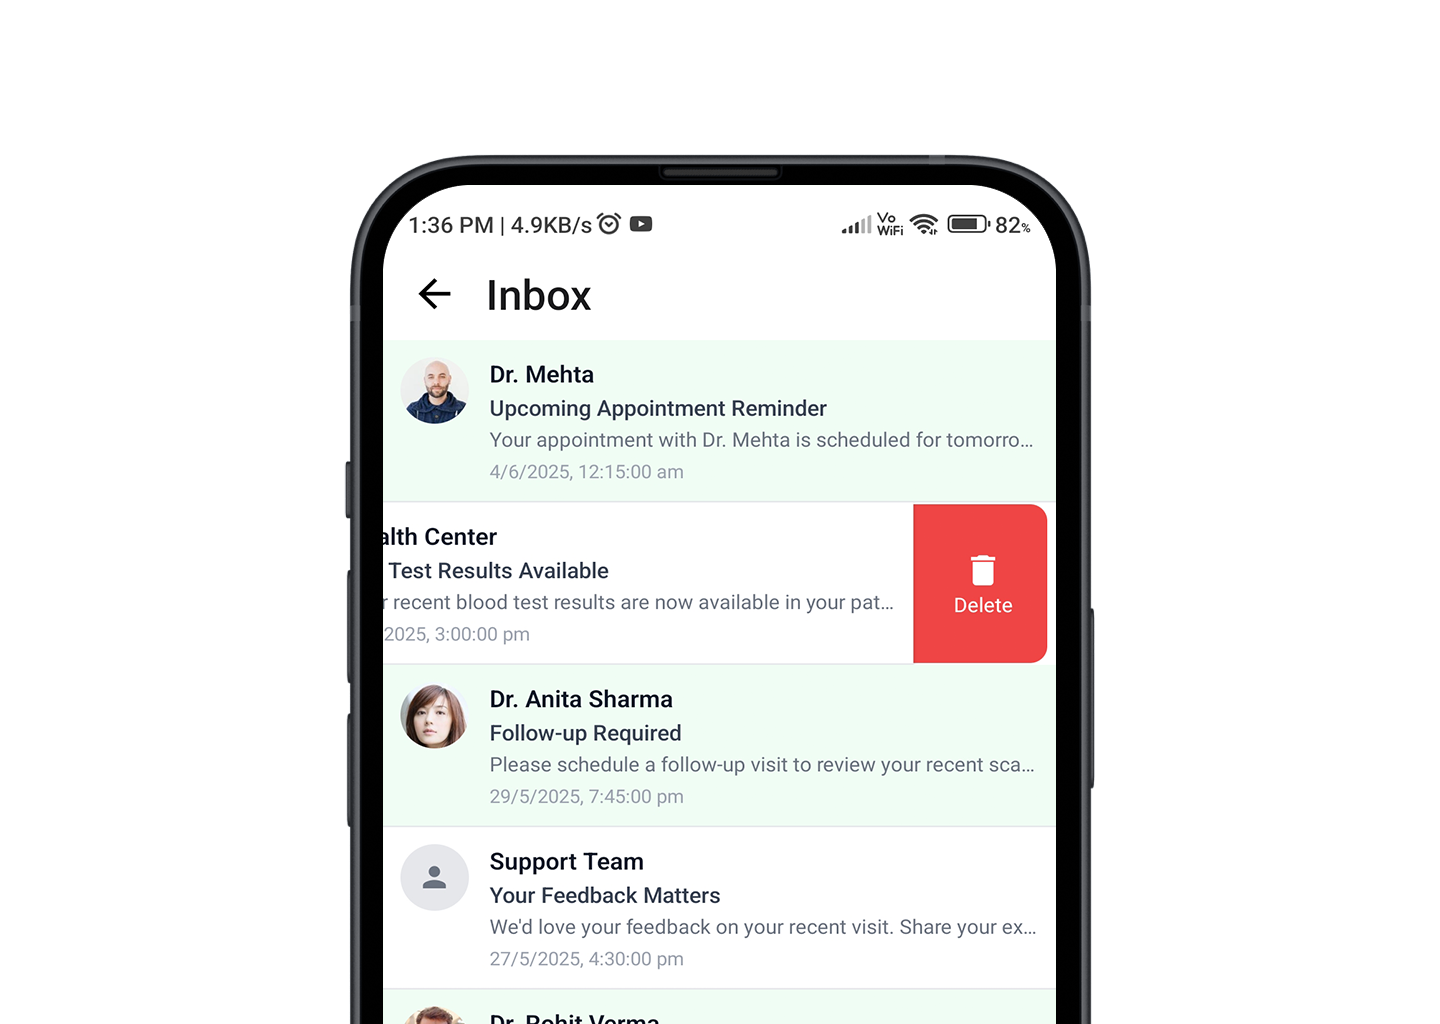 1:36 PM | 4.9KB/s Vo WiFi 82%
Inbox
Dr. Mehta
Upcoming Appointment Reminder
Your appointment with Dr. Mehta is scheduled for tomorro...
4/6/2025, 12:15:00 am
alth Center
Test Results Available
r recent blood test results are now available in your pat...
2025, 3:00:00 pm
Delete
Dr. Anita Sharma
Follow-up Required
Please schedule a follow-up visit to review your recent sca...
29/5/2025, 7:45:00 pm
Support Team
Your Feedback Matters
We'd love your feedback on your recent visit. Share your ex...
27/5/2025, 4:30:00 pm
Dr. Rohit Verma